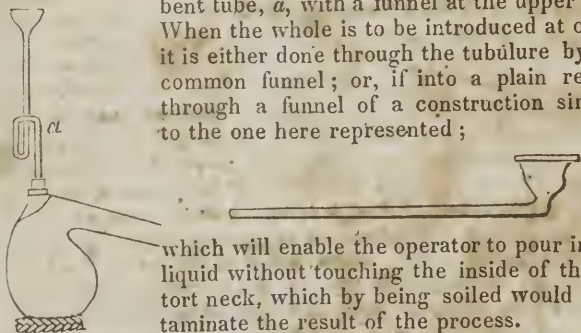 bent tube, a, with a funnel at the upper
When the whole is to be introduced at o
it is either done through the tubulure by
common funnel; or, if into a plain re
through a funnel of a construction sim
to the one here represented;
a
which will enable the operator to pour in
liquid without touching the inside of th
tort neck, which by being soiled would
taminate the result of the process.